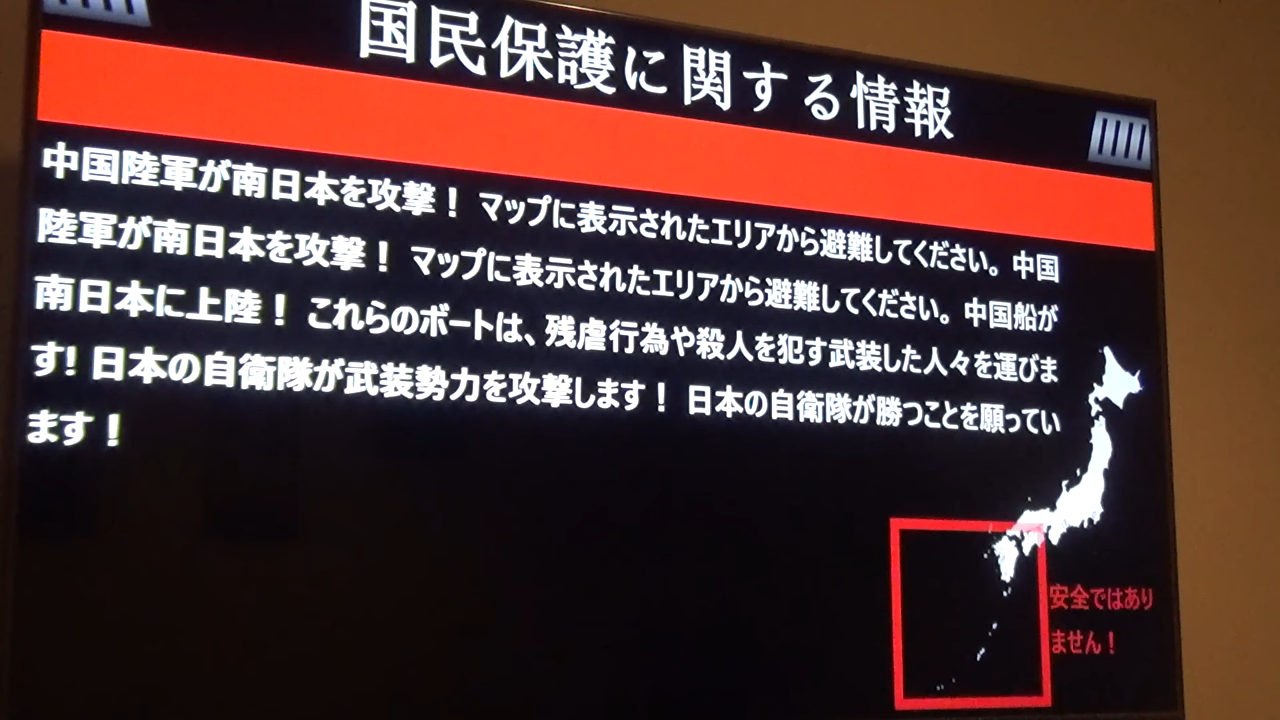 国民保護に関する情報
中国陸軍が南日本を攻撃！ マップに表示されたエリアから避難してください。中国
陸軍が南日本を攻撃！ マップに表示されたエリアから避難してください。中国船が
南日本に上陸！ これらのボートは、残虐行為や殺人を犯す武装した人々を運びま
す! 日本の自衛隊が武装勢力を攻撃します！ 日本の自衛隊が勝つことを願ってい
ます！
安全ではあり
ません！